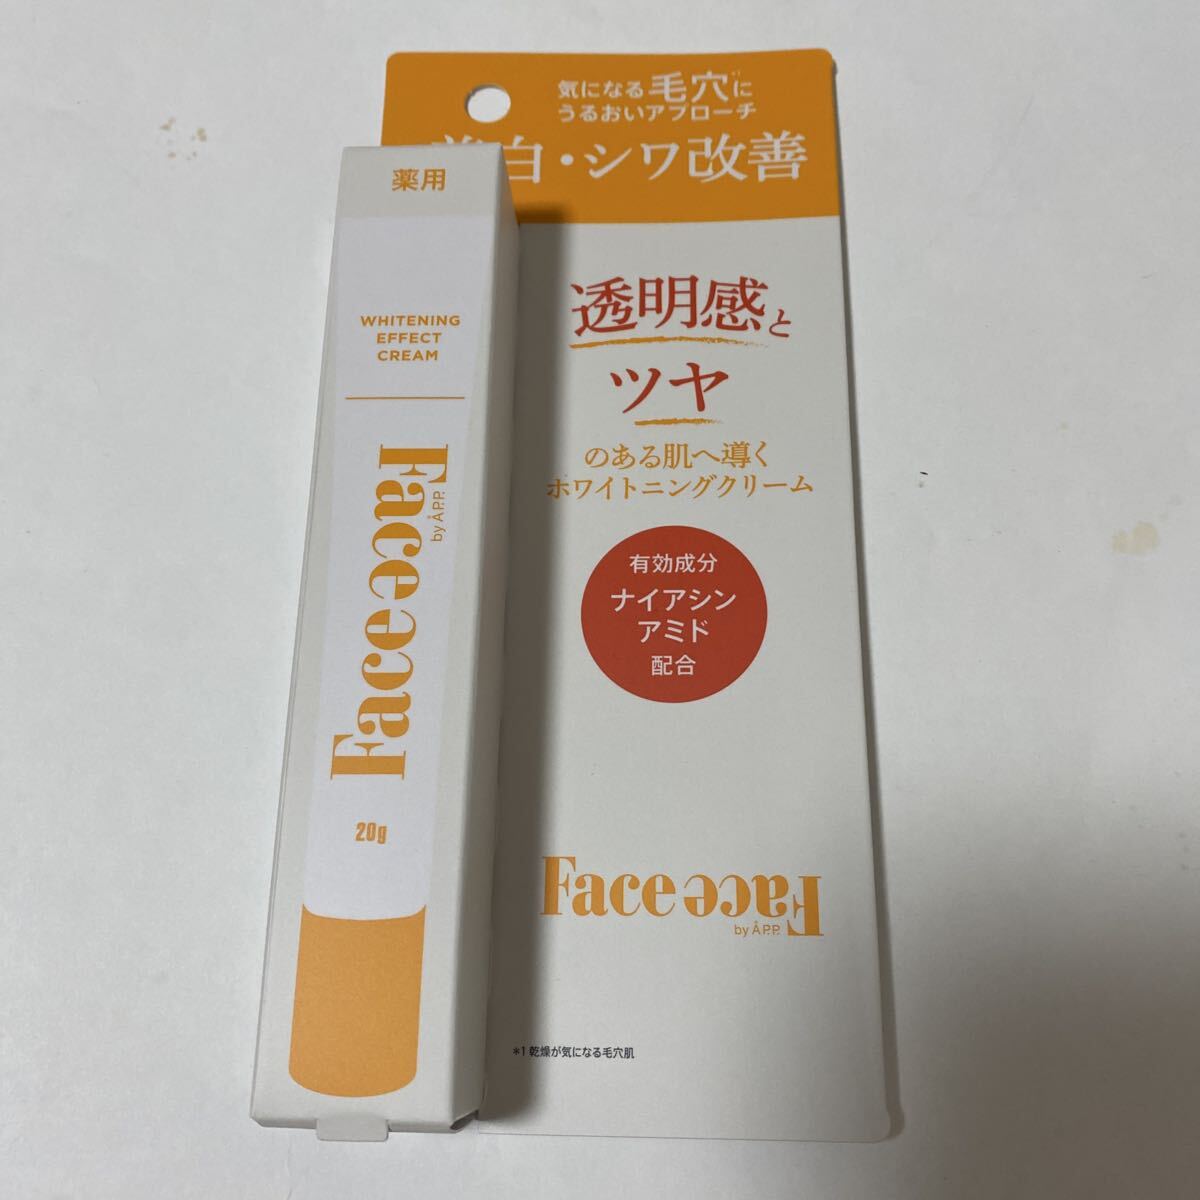 気になる毛穴*1に
うるおいアプローチ
白・シワ改善
薬用
WHITENING
EFFECT
CREAM
Face Face
by ÅP.P.
20g
透明感と
ツヤ
のある肌へ導く
ホワイトニングクリーム
有効成分
ナイアシン
アミド
配合
Face Face
by ÅP.P.
*1 乾燥が気になる毛穴肌